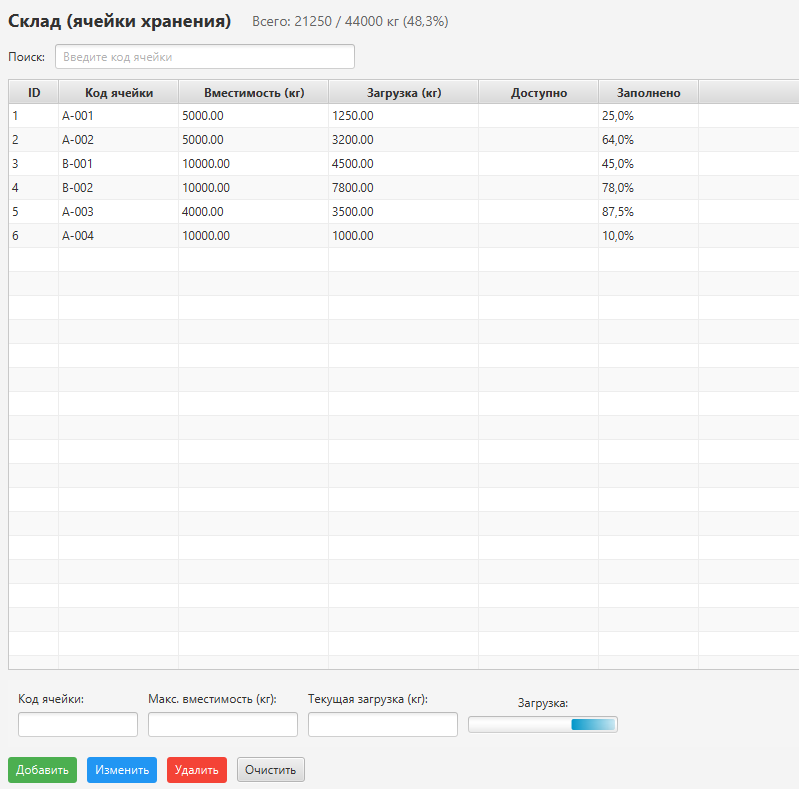 Склад (ячейки хранения) Всего: 21250 / 44000 кг (48,3%)
Поиск: Введите код ячейки
ID Код ячейки Вместимость (кг) Загрузка (кг) Доступно Заполнено
1 A-001 5000.00 1250.00 25,0%
2 A-002 5000.00 3200.00 64,0%
3 B-001 10000.00 4500.00 45,0%
4 B-002 10000.00 7800.00 78,0%
5 A-003 4000.00 3500.00 87,5%
6 A-004 10000.00 1000.00 10,0%
Код ячейки: Макс. вместимость (кг): Текущая загрузка (кг): Загрузка:
Добавить Изменить Удалить Очистить